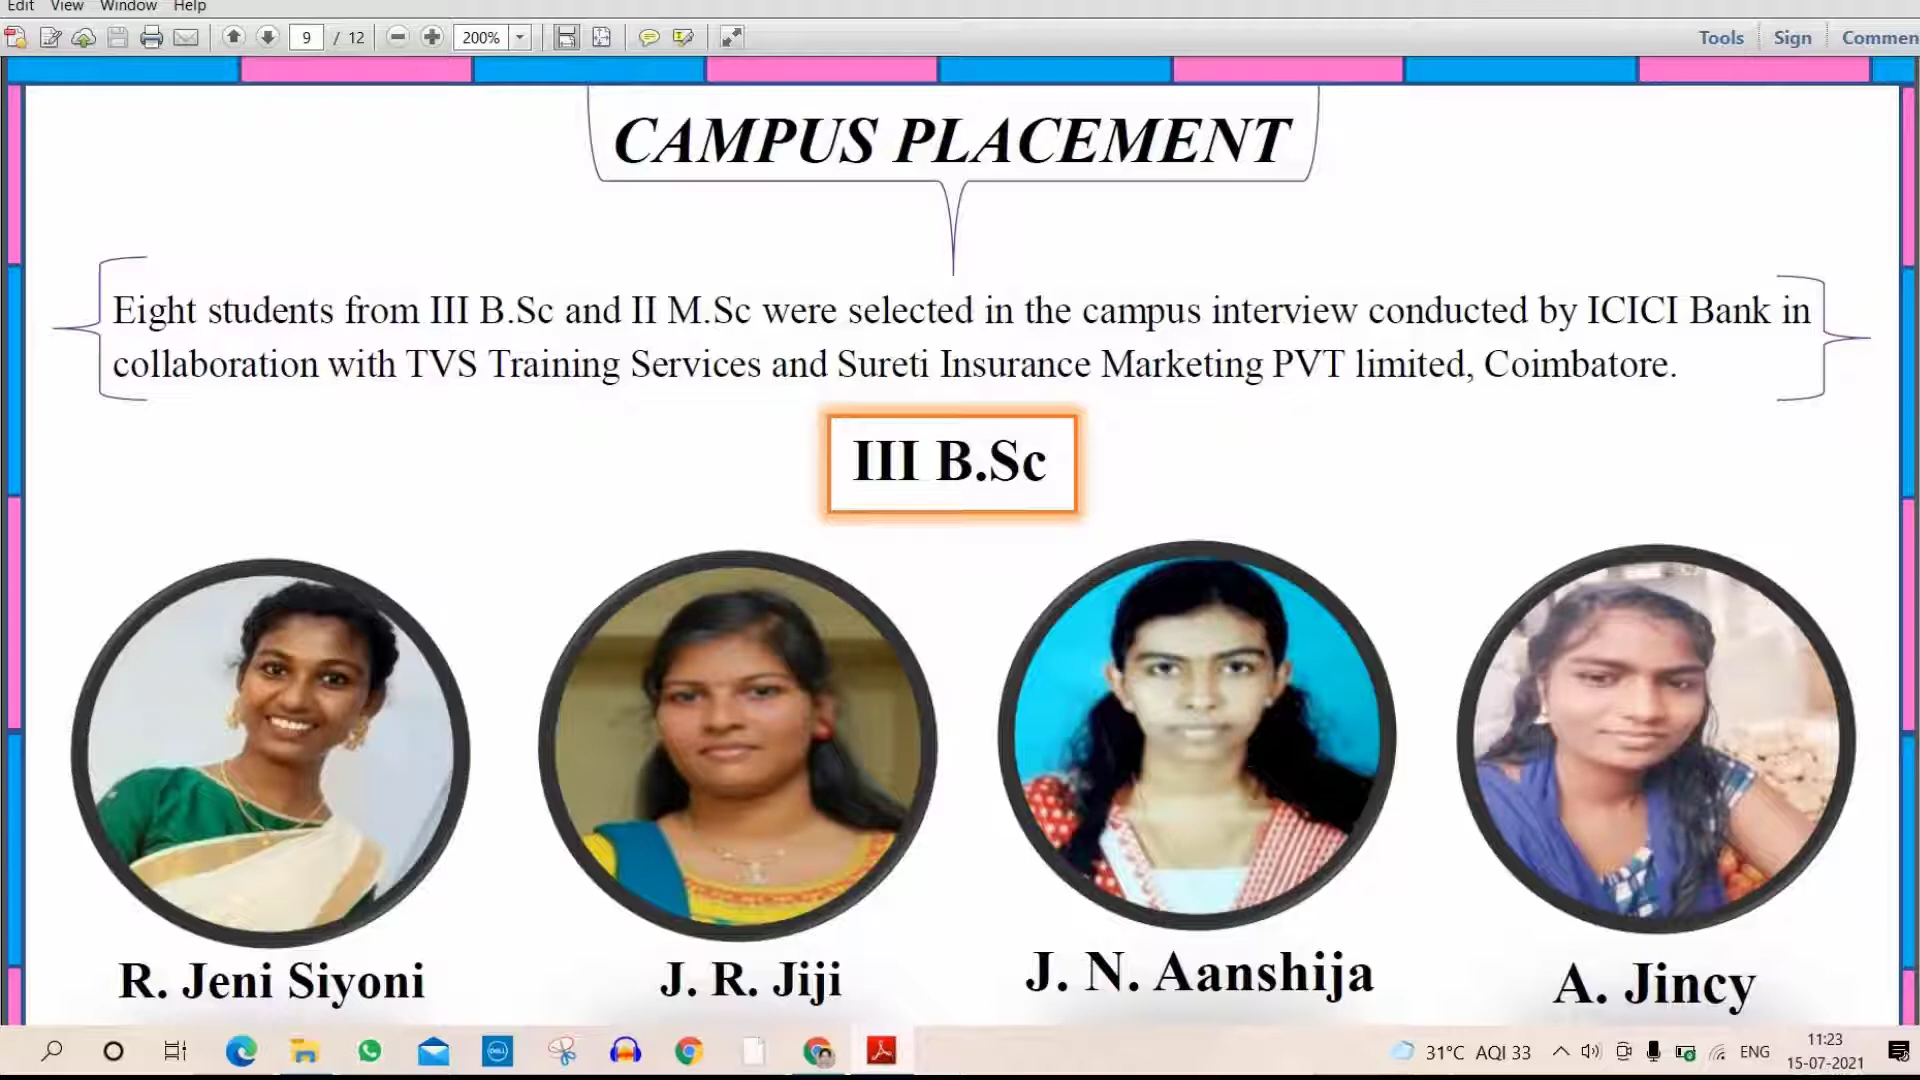 Edit View Window Help
9 / 12 200% Tools Sign Commen
CAMPUS PLACEMENT
Eight students from III B.Sc and II M.Sc were selected in the campus interview conducted by ICICI Bank in
collaboration with TVS Training Services and Sureti Insurance Marketing PVT limited, Coimbatore.
III B.Sc
R. Jeni Siyoni J. R. Jiji J. N. Aanshija A. Jincy
DELL 31°C AQI 33 ENG 11:23
15-07-2021